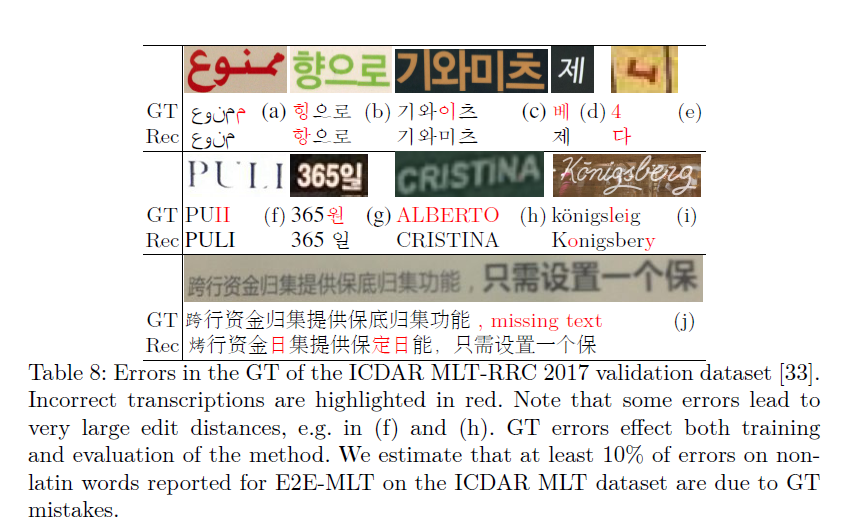 ممنوع 향으로 기와미츠 제 4
GT ممنوع (a) 헝으로 (b) 기와이츠 (c) 베 (d) 4 (e)
Rec منوع 항으로 기와미츠 제 다
PULI 365일 CRISTINA Königsberg
GT PUII (f) 365원 (g) ALBERTO (h) königsleig (i)
Rec PULI 365 일 CRISTINA Konigsbery
跨行资金归集提供保底归集功能，只需设置一个保
GT 跨行资金归集提供保底归集功能 , missing text (j)
Rec 烤行资金日集提供保定日能，只需设置一个保
Table 8: Errors in the GT of the ICDAR MLT-RRC 2017 validation dataset [33].
Incorrect transcriptions are highlighted in red. Note that some errors lead to
very large edit distances, e.g. in (f) and (h). GT errors effect both training
and evaluation of the method. We estimate that at least 10% of errors on non-
latin words reported for E2E-MLT on the ICDAR MLT dataset are due to GT
mistakes.